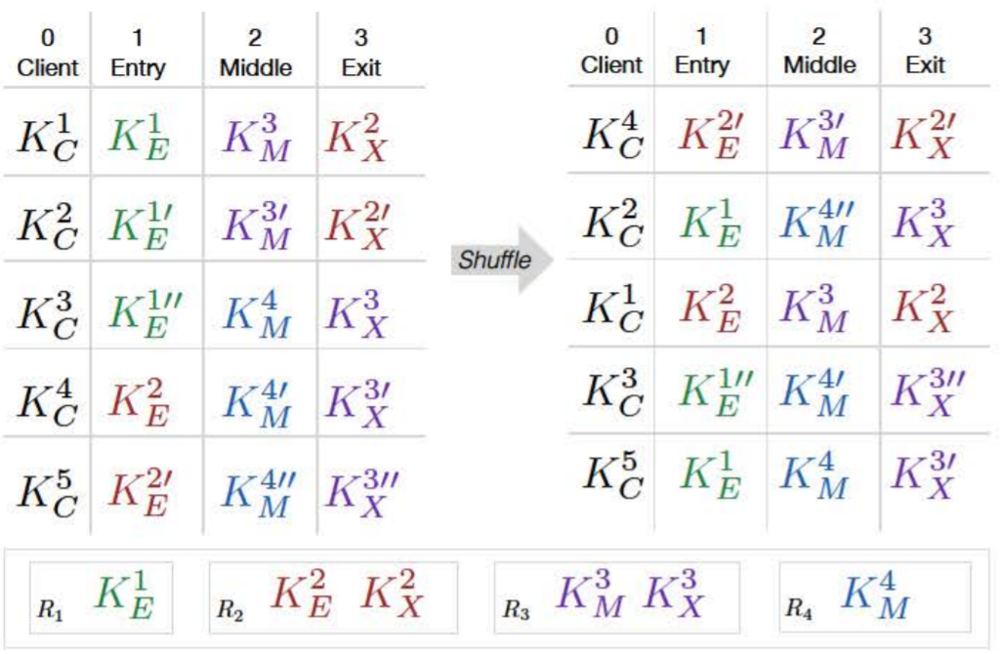 0 1 2 3
Client Entry Middle Exit
K_C^1 K_E^1 K_M^3 K_X^2
K_C^2 K_E^{1′} K_M^{3′} K_X^{2′}
K_C^3 K_E^{1″} K_M^4 K_X^3
K_C^4 K_E^2 K_M^{4′} K_X^{3′}
K_C^5 K_E^{2′} K_M^{4″} K_X^{3″}
Shuffle
0 1 2 3
Client Entry Middle Exit
K_C^4 K_E^{2′} K_M^{3′} K_X^{2′}
K_C^2 K_E^1 K_M^{4″} K_X^3
K_C^1 K_E^2 K_M^3 K_X^2
K_C^3 K_E^{1″} K_M^{4′} K_X^{3″}
K_C^5 K_E^1 K_M^4 K_X^{3′}
R_1 K_E^1
R_2 K_E^2 K_X^2
R_3 K_M^3 K_X^3
R_4 K_M^4